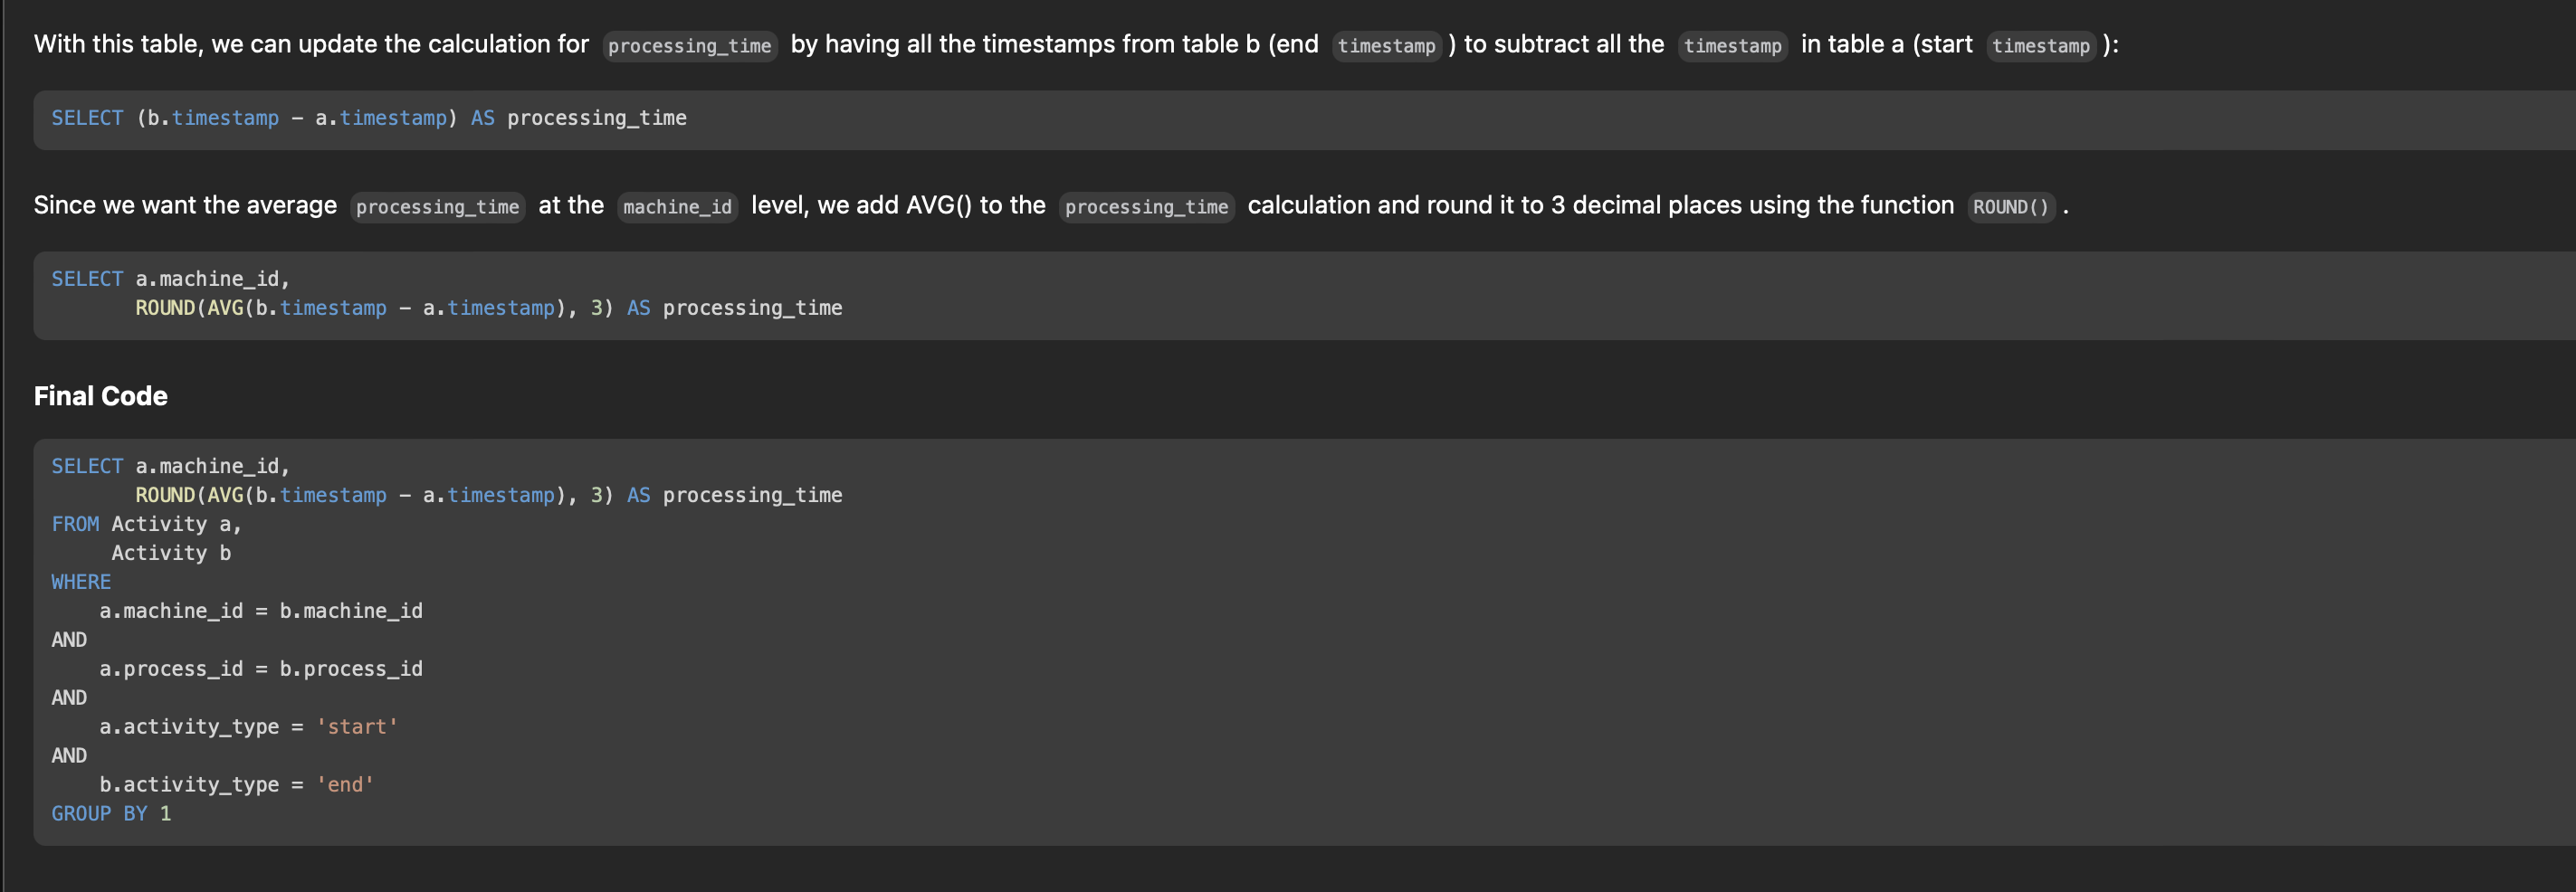 With this table, we can update the calculation for processing_time by having all the timestamps from table b (end timestamp ) to subtract all the timestamp in table a (start timestamp ):
SELECT (b.timestamp - a.timestamp) AS processing_time
Since we want the average processing_time at the machine_id level, we add AVG() to the processing_time calculation and round it to 3 decimal places using the function ROUND() .
SELECT a.machine_id,
       ROUND(AVG(b.timestamp - a.timestamp), 3) AS processing_time
Final Code
SELECT a.machine_id,
       ROUND(AVG(b.timestamp - a.timestamp), 3) AS processing_time
FROM Activity a,
     Activity b
WHERE
    a.machine_id = b.machine_id
AND
    a.process_id = b.process_id
AND
    a.activity_type = 'start'
AND
    b.activity_type = 'end'
GROUP BY 1